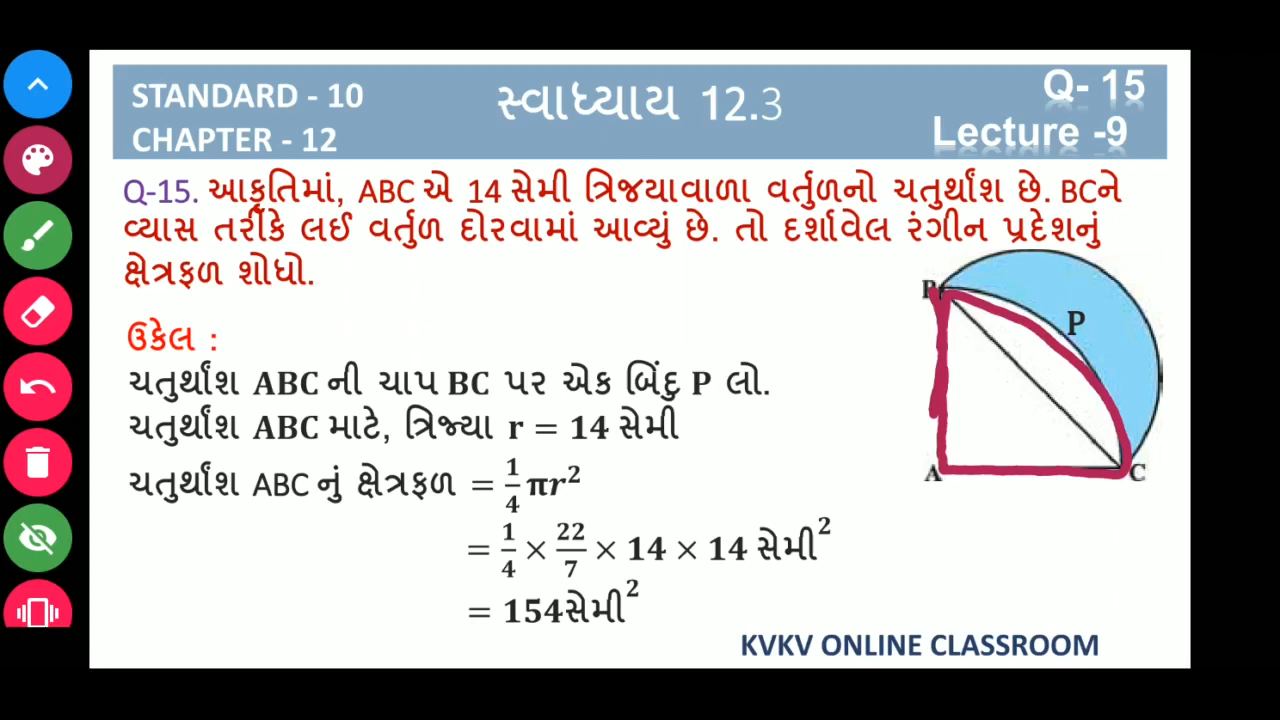 STANDARD - 10
CHAPTER - 12
સ્વાધ્યાય 12.3
Q- 15
Lecture -9
Q-15. આકૃતિમાં, ABC એ 14 સેમી ત્રિજયાવાળા વર્તુળનો ચતુર્થાંશ છે. BCને
વ્યાસ તરીકે લઈ વર્તુળ દોરવામાં આવ્યું છે. તો દર્શાવેલ રંગીન પ્રદેશનું
ક્ષેત્રફળ શોધો.
ઉકેલ :
ચતુર્થાંશ ABC ની ચાપ BC પર એક બિંદુ P લો.
ચતુર્થાંશ ABC માટે, ત્રિજ્યા r = 14 સેમી
ચતુર્થાંશ ABC નું ક્ષેત્રફળ = 1/4 πr²
= 1/4 × 22/7 × 14 × 14 સેમી²
= 154સેમી²
B
P
A
C
KVKV ONLINE CLASSROOM